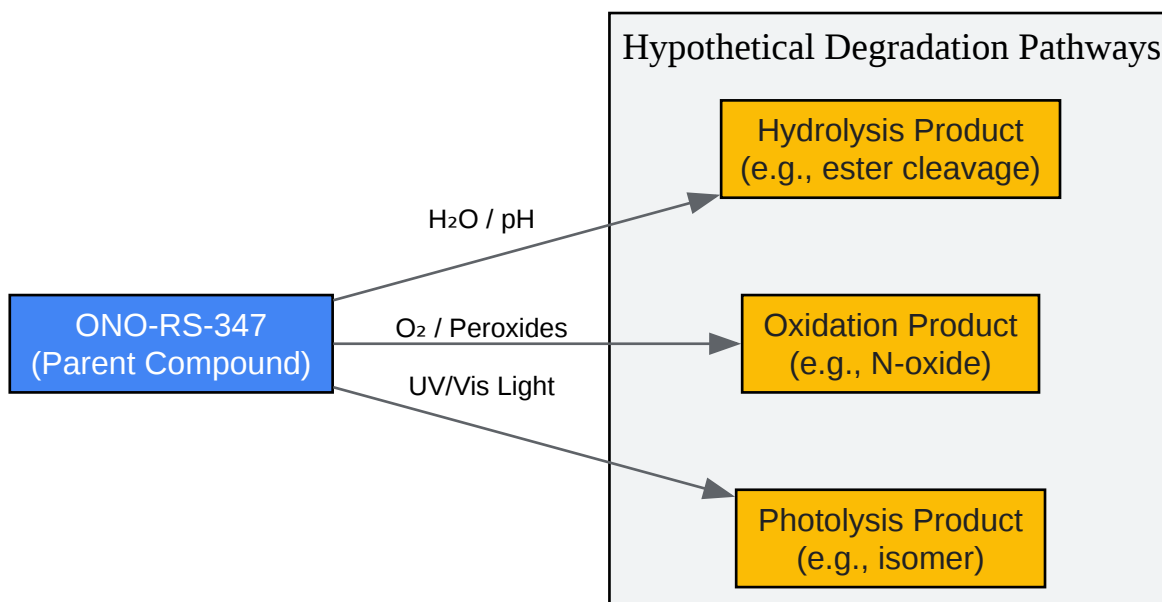 Hypothetical Degradation Pathways
Hydrolysis Product
(e.g., ester cleavage)
H₂O / pH
ONO-RS-347
(Parent Compound)
O₂ / Peroxides
Oxidation Product
(e.g., N-oxide)
UV/Vis Light
Photolysis Product
(e.g., isomer)